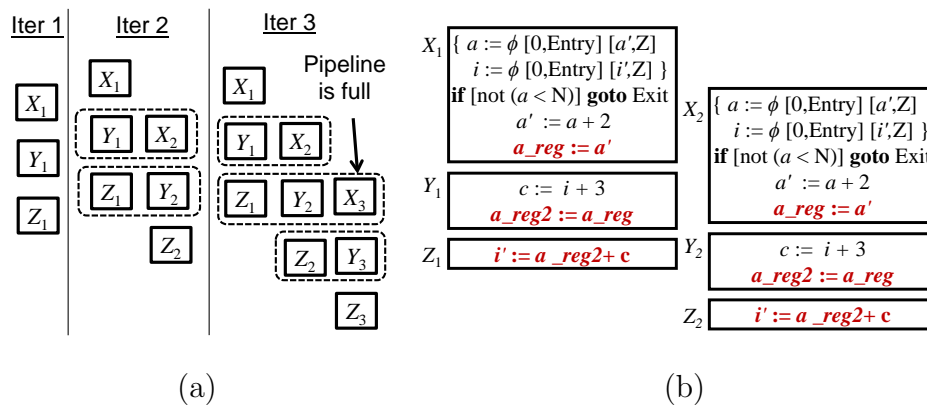 Iter 1
Iter 2
Iter 3
Pipeline
is full
X₁
Y₁
Z₁
X₁
Y₁ X₂
Z₁ Y₂
Z₂
X₁
Y₁ X₂
Z₁ Y₂ X₃
Z₂ Y₃
Z₃
(a)
X₁ { a := ϕ [0,Entry] [a',Z]
i := ϕ [0,Entry] [i',Z] }
if [not (a < N)] goto Exit
a' := a + 2
a_reg := a'
Y₁ c := i + 3
a_reg2 := a_reg
Z₁ i' := a _reg2+ c
X₂ { a := ϕ [0,Entry] [a',Z]
i := ϕ [0,Entry] [i',Z] }
if [not (a < N)] goto Exit
a' := a + 2
a_reg := a'
Y₂ c := i + 3
a_reg2 := a_reg
Z₂ i' := a _reg2+ c
(b)